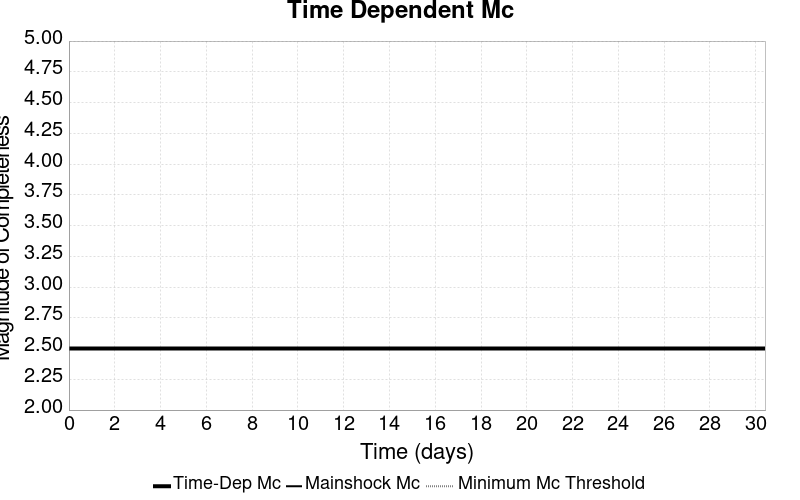 Time Dependent Mc
Magnitude of Completeness
5.00
4.75
4.50
4.25
4.00
3.75
3.50
3.25
3.00
2.75
2.50
2.25
2.00
0 2 4 6 8 10 12 14 16 18 20 22 24 26 28 30
Time (days)
Time-Dep Mc Mainshock Mc Minimum Mc Threshold